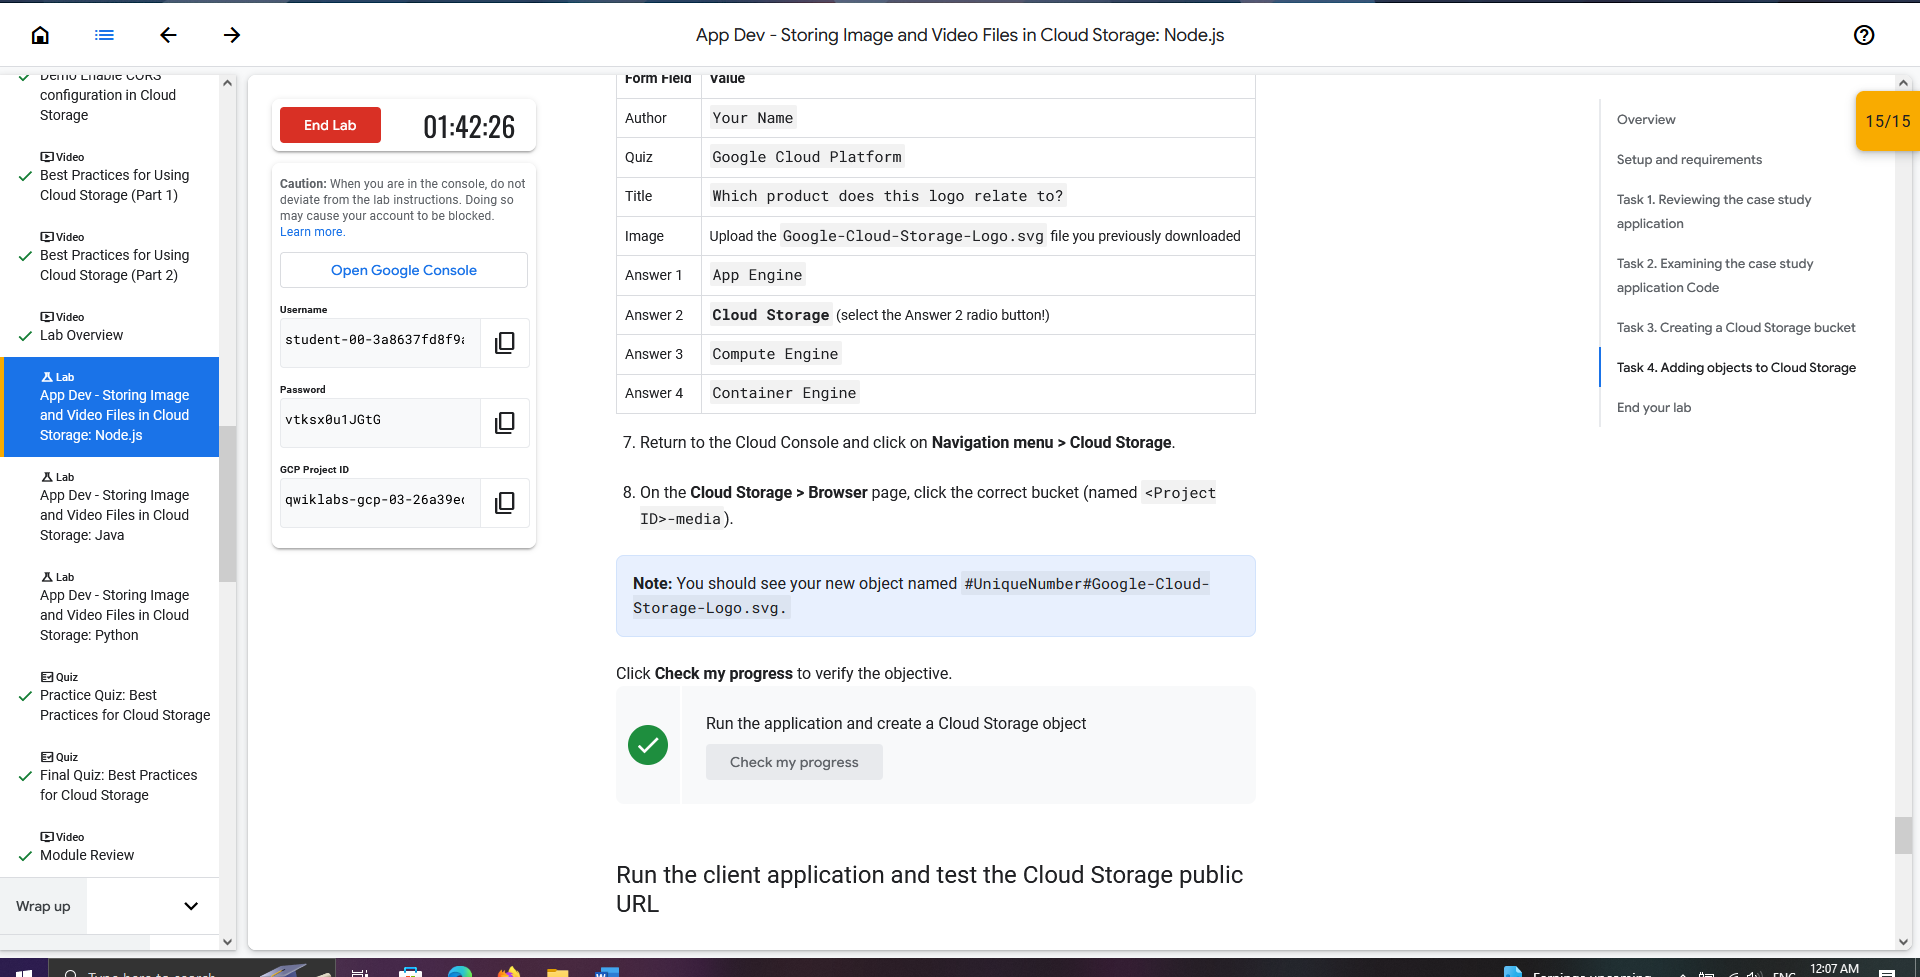 App Dev - Storing Image and Video Files in Cloud Storage: Node.js
Demo Enable CORS
configuration in Cloud
Storage
Video
Best Practices for Using
Cloud Storage (Part 1)
Video
Best Practices for Using
Cloud Storage (Part 2)
Video
Lab Overview
Lab
App Dev - Storing Image
and Video Files in Cloud
Storage: Node.js
Lab
App Dev - Storing Image
and Video Files in Cloud
Storage: Java
Lab
App Dev - Storing Image
and Video Files in Cloud
Storage: Python
Quiz
Practice Quiz: Best
Practices for Cloud Storage
Quiz
Final Quiz: Best Practices
for Cloud Storage
Video
Module Review
Wrap up
End Lab
01:42:26
Caution: When you are in the console, do not
deviate from the lab instructions. Doing so
may cause your account to be blocked.
Learn more.
Open Google Console
Username
student-00-3a8637fd8f9
Password
vtksx0u1JGtG
GCP Project ID
qwiklabs-gcp-03-26a39e
Form Field Value
Author Your Name
Quiz Google Cloud Platform
Title Which product does this logo relate to?
Image Upload the Google-Cloud-Storage-Logo.svg file you previously downloaded
Answer 1 App Engine
Answer 2 Cloud Storage (select the Answer 2 radio button!)
Answer 3 Compute Engine
Answer 4 Container Engine
7. Return to the Cloud Console and click on Navigation menu > Cloud Storage.
8. On the Cloud Storage > Browser page, click the correct bucket (named <Project
ID>-media).
Note: You should see your new object named #UniqueNumber#Google-Cloud-
Storage-Logo.svg.
Click Check my progress to verify the objective.
Run the application and create a Cloud Storage object
Check my progress
Run the client application and test the Cloud Storage public
URL
15/15
Overview
Setup and requirements
Task 1. Reviewing the case study
application
Task 2. Examining the case study
application Code
Task 3. Creating a Cloud Storage bucket
Task 4. Adding objects to Cloud Storage
End your lab
Type here to search
Earnings upcoming
ENG
12:07 AM